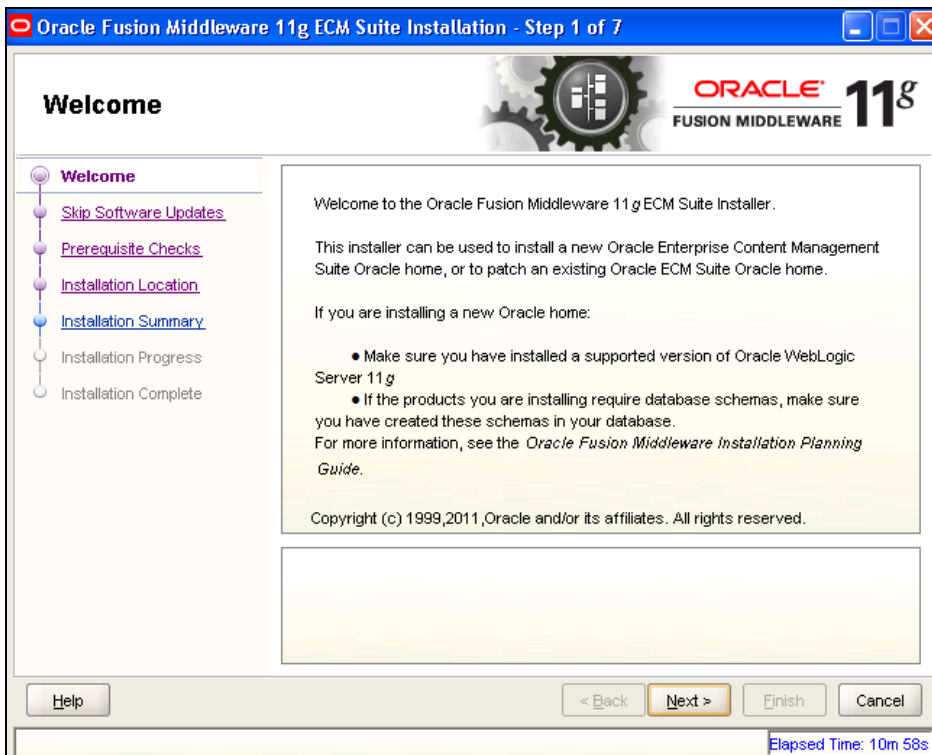 Oracle Fusion Middleware 11g ECM Suite Installation - Step 1 of 7
Welcome
ORACLE
FUSION MIDDLEWARE
11g
Welcome
Skip Software Updates
Prerequisite Checks
Installation Location
Installation Summary
Installation Progress
Installation Complete
Welcome to the Oracle Fusion Middleware 11g ECM Suite Installer.
This installer can be used to install a new Oracle Enterprise Content Management
Suite Oracle home, or to patch an existing Oracle ECM Suite Oracle home.
If you are installing a new Oracle home:
● Make sure you have installed a supported version of Oracle WebLogic
Server 11g
● If the products you are installing require database schemas, make sure
you have created these schemas in your database.
For more information, see the Oracle Fusion Middleware Installation Planning
Guide.
Copyright (c) 1999,2011,Oracle and/or its affiliates. All rights reserved.
Help
< Back
Next >
Finish
Cancel
Elapsed Time: 10m 58s